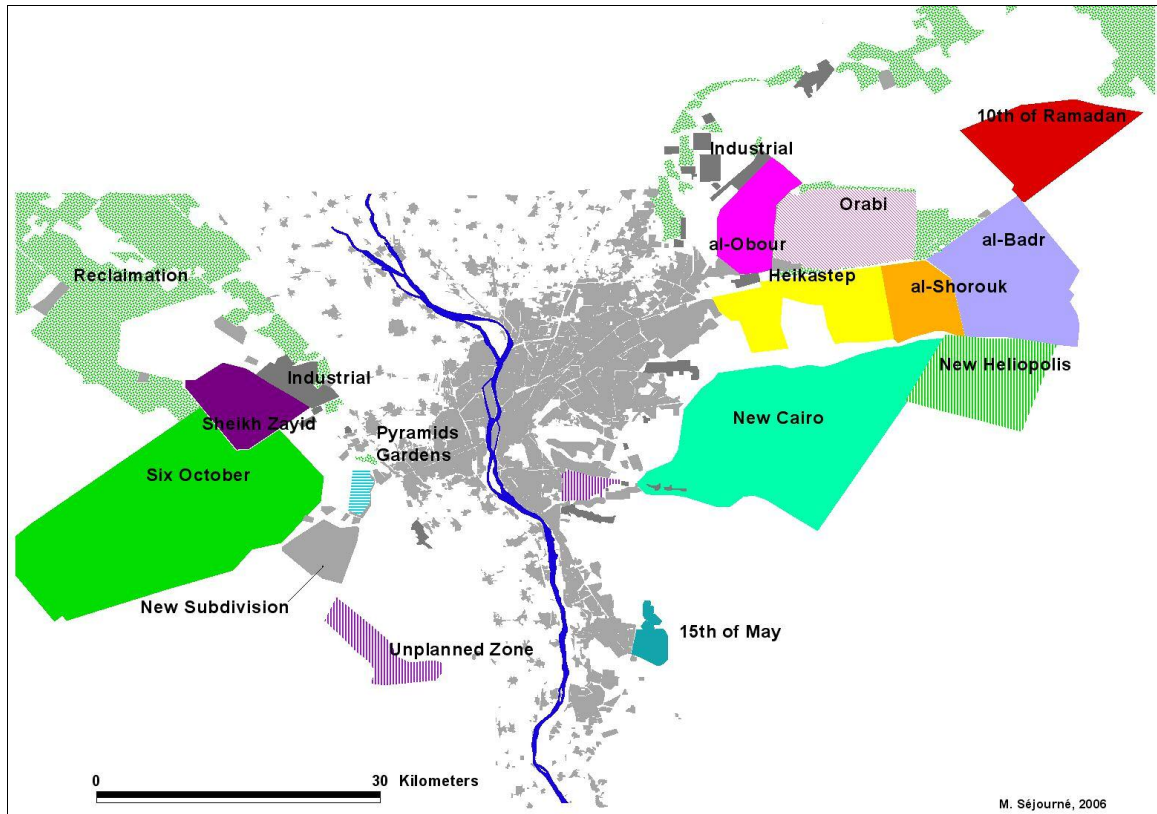 10th of Ramadan
Industrial
Orabi
al-Badr
al-Obour
Heikastep
al-Shorouk
Reclaimation
New Heliopolis
Industrial
Sheikh Zayid
New Cairo
Pyramids
Gardens
Six October
New Subdivision
15th of May
Unplanned Zone
0
30 Kilometers
M. Séjourné, 2006